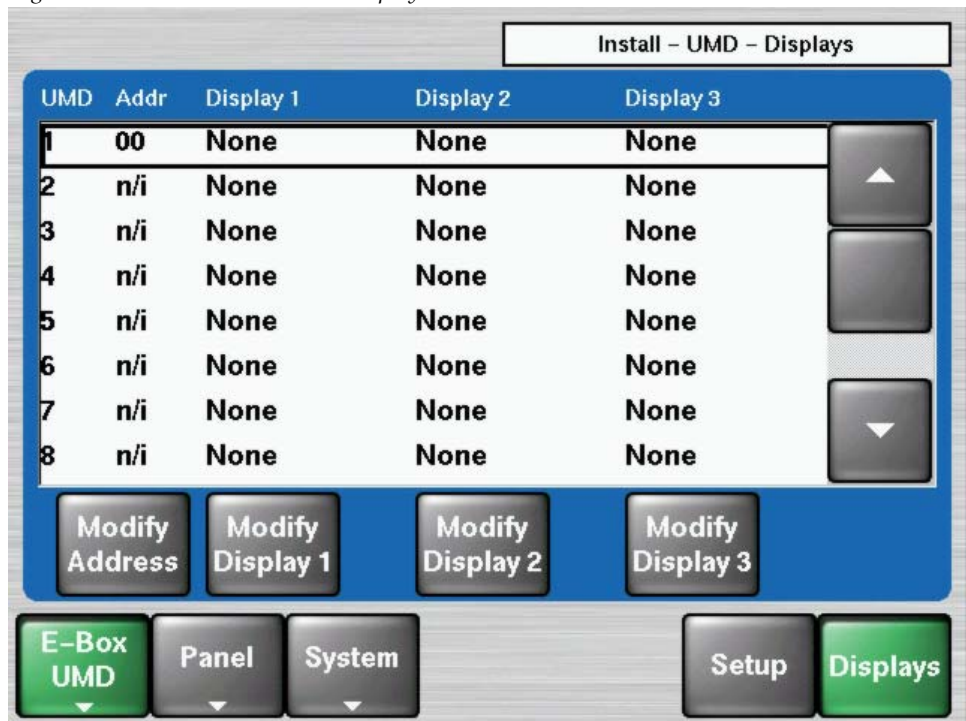 Install – UMD – Displays
UMD Addr Display 1 Display 2 Display 3
1 00 None None None
2 n/i None None None
3 n/i None None None
4 n/i None None None
5 n/i None None None
6 n/i None None None
7 n/i None None None
8 n/i None None None
Modify Address
Modify Display 1
Modify Display 2
Modify Display 3
E-Box UMD
Panel
System
Setup
Displays